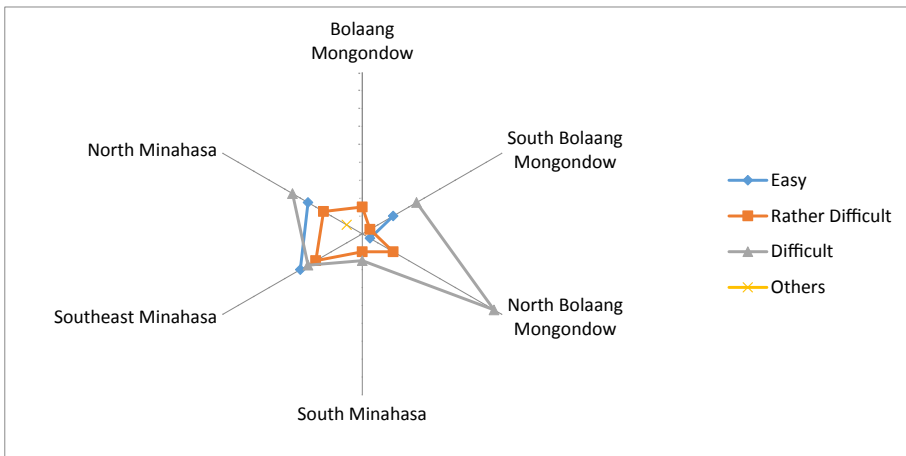 Bolaang
Mongondow
South Bolaang
Mongondow
North Bolaang
Mongondow
South Minahasa
Southeast Minahasa
North Minahasa
Easy
Rather Difficult
Difficult
Others